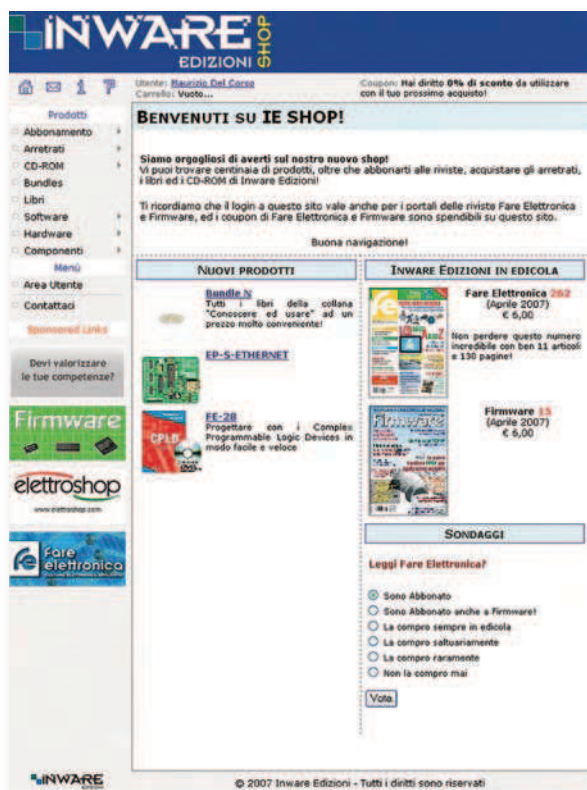 INWARE
EDIZIONI
SHOP
Utente: Maurizio Del Corso
Carrello: Vuoto...
Coupon: Hai diritto 0% di sconto da utilizzare
con il tuo prossimo acquisto!
Prodotti
Abbonamento
Arretrati
CD-ROM
Bundles
Libri
Software
Hardware
Componenti
Menù
Area Utente
Contattaci
Sponsored Links
Devi valorizzare
le tue competenze?
Firmware
elettroshop
www.elettroshop.com
Fe fare
elettronica
BENVENUTI SU IE SHOP!
Siamo orgogliosi di averti sul nostro nuovo shop!
Vi puoi trovare centinaia di prodotti, oltre che abbonarti alle riviste, acquistare gli arretrati,
i libri ed i CD-ROM di Inware Edizioni!
Ti ricordiamo che il login a questo sito vale anche per i portali delle riviste Fare Elettronica
e Firmware, ed i coupon di Fare Elettronica e Firmware sono spendibili su questo sito.
Buona navigazione!
NUOVI PRODOTTI
Bundle N
Tutti i libri della collana
"Conoscere ed usare" ad un
prezzo molto conveniente!
EP-S-ETHERNET
CPLD
FE-28
Progettare con i Complex
Programmable Logic Devices in
modo facile e veloce
INWARE EDIZIONI IN EDICOLA
Fare Elettronica 262
(Aprile 2007)
€ 6,00
Non perdere questo numero
incredibile con ben 11 articoli
e 130 pagine!
Firmware
Firmware 15
(Aprile 2007)
€ 6,00
SONDAGGI
Leggi Fare Elettronica?
Sono Abbonato
Sono Abbonato anche a Firmware!
La compro sempre in edicola
La compro saltuariamente
La compro raramente
Non la compro mai
Vota
INWARE
© 2007 Inware Edizioni - Tutti i diritti sono riservati